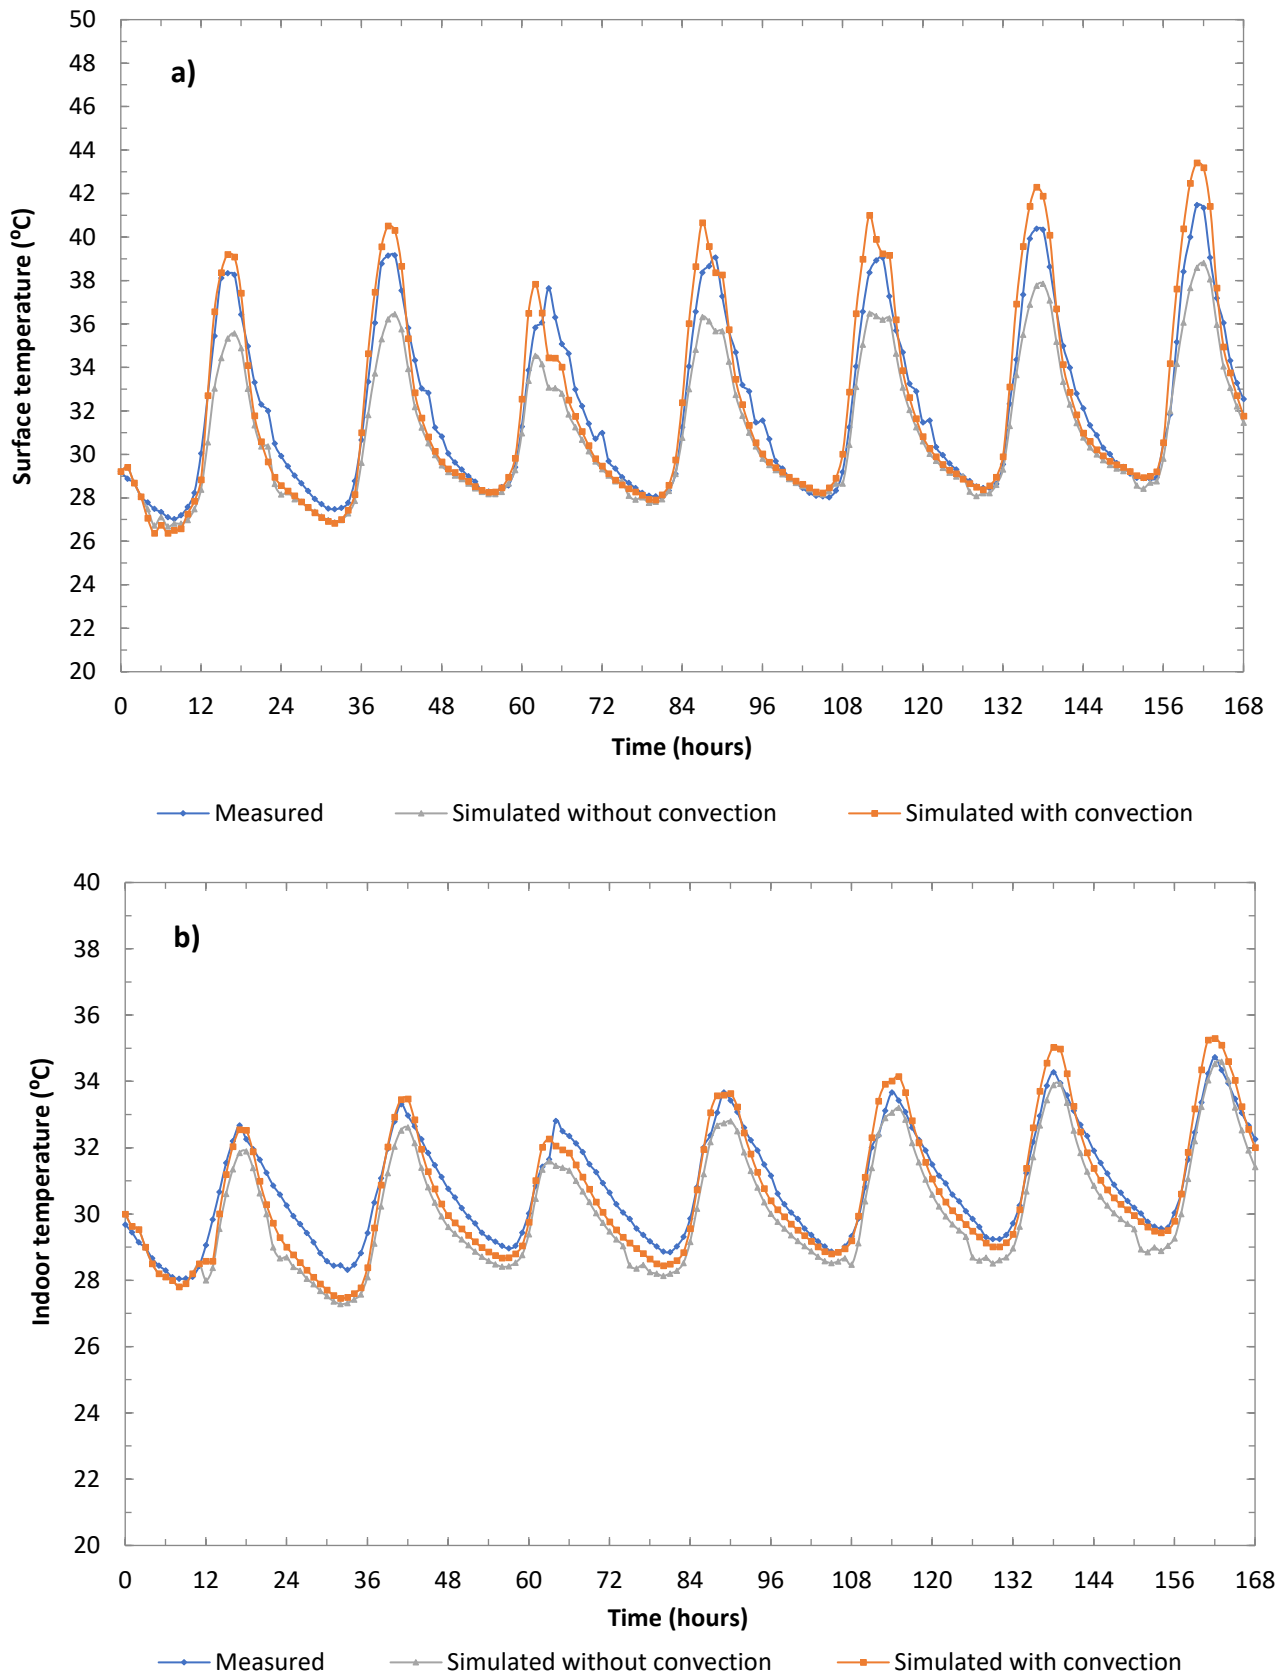 a)
Surface temperature (⁰C)
50
48
46
44
42
40
38
36
34
32
30
28
26
24
22
20
0 12 24 36 48 60 72 84 96 108 120 132 144 156 168
Time (hours)
Measured Simulated without convection Simulated with convection
b)
Indoor temperature (⁰C)
40
38
36
34
32
30
28
26
24
22
20
0 12 24 36 48 60 72 84 96 108 120 132 144 156 168
Time (hours)
Measured Simulated without convection Simulated with convection